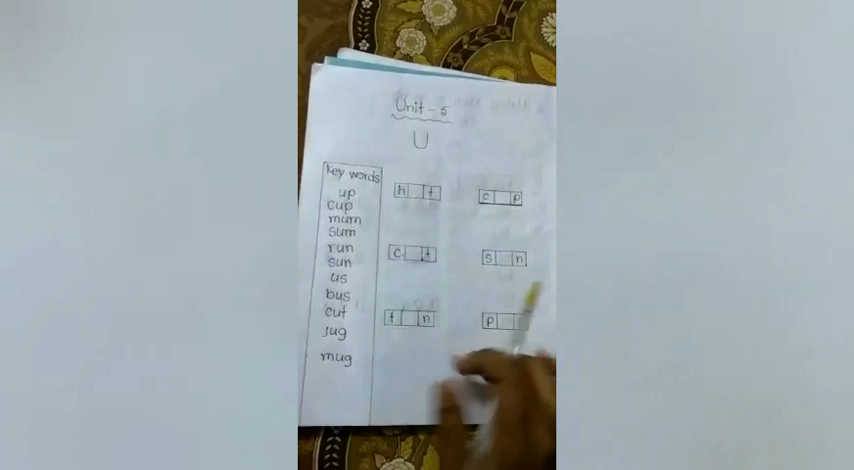 Unit - 5
U
Key words
up
cup
mum
sum
run
sun
us
bus
cut
jug
mug
h t
c p
c t
s n
t n
p